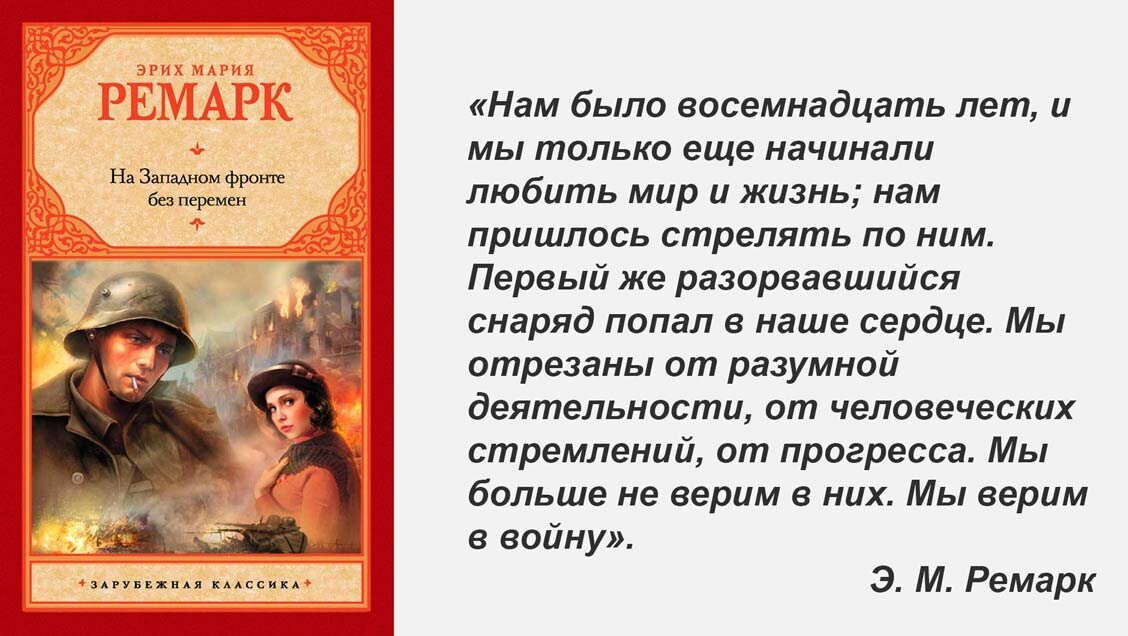 ЭРИХ МАРИЯ
РЕМАРК
На Западном фронте
без перемен
ЗАРУБЕЖНАЯ КЛАССИКА
«Нам было восемнадцать лет, и
мы только еще начинали
любить мир и жизнь; нам
пришлось стрелять по ним.
Первый же разорвавшийся
снаряд попал в наше сердце. Мы
отрезаны от разумной
деятельности, от человеческих
стремлений, от прогресса. Мы
больше не верим в них. Мы верим
в войну».
Э. М. Ремарк